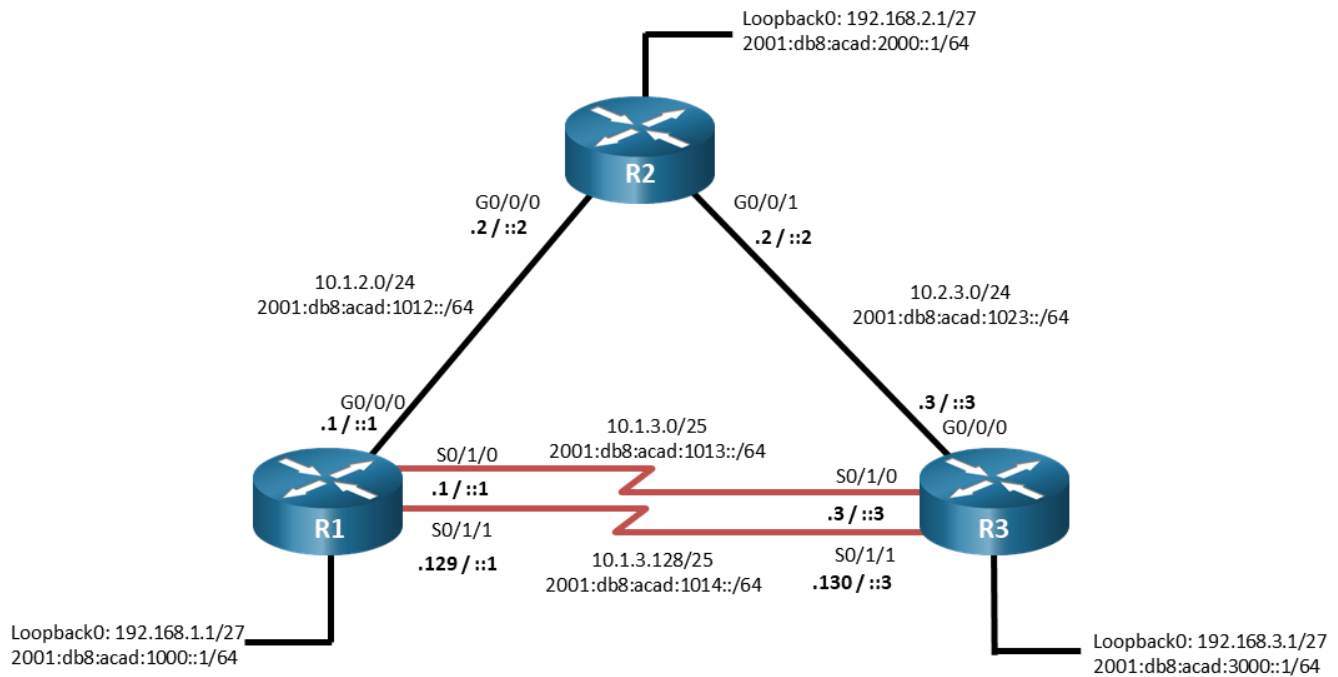 Loopback0: 192.168.2.1/27
2001:db8:acad:2000::1/64
R2
G0/0/0
.2 / ::2
G0/0/1
.2 / ::2
10.1.2.0/24
2001:db8:acad:1012::/64
10.2.3.0/24
2001:db8:acad:1023::/64
G0/0/0
.1 / ::1
.3 / ::3
G0/0/0
10.1.3.0/25
2001:db8:acad:1013::/64
S0/1/0
.1 / ::1
S0/1/0
.3 / ::3
R1
R3
S0/1/1
.129 / ::1
10.1.3.128/25
2001:db8:acad:1014::/64
S0/1/1
.130 / ::3
Loopback0: 192.168.1.1/27
2001:db8:acad:1000::1/64
Loopback0: 192.168.3.1/27
2001:db8:acad:3000::1/64